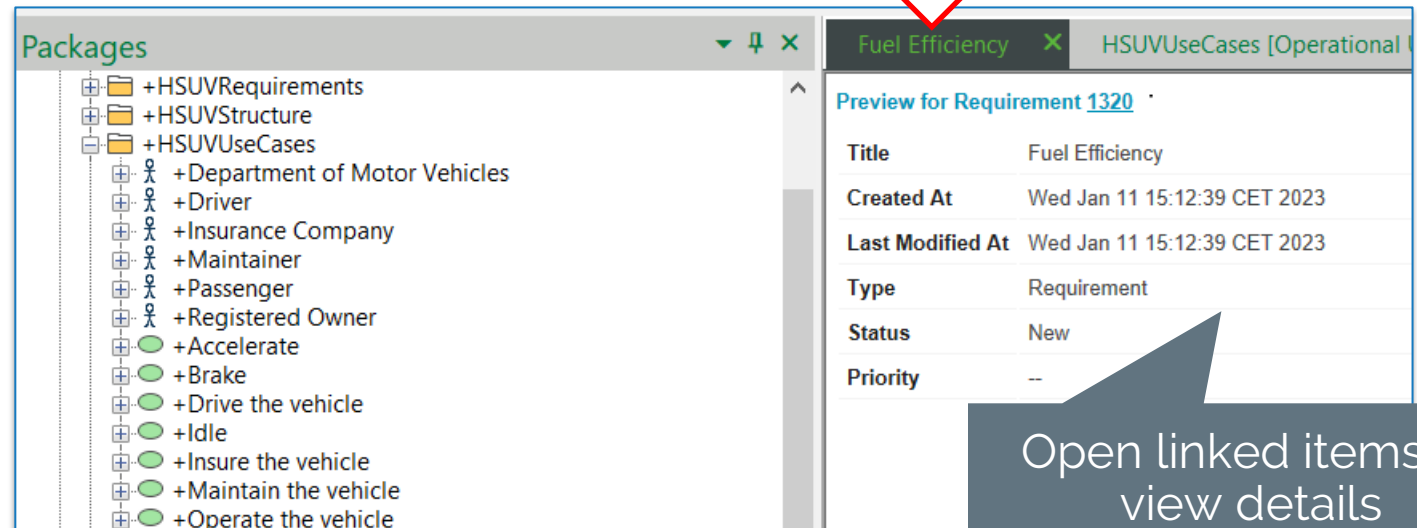 Packages
+HSUVRequirements
+HSUVStructure
+HSUVUseCases
+Department of Motor Vehicles
+Driver
+Insurance Company
+Maintainer
+Passenger
+Registered Owner
+Accelerate
+Brake
+Drive the vehicle
+Idle
+Insure the vehicle
+Maintain the vehicle
+Operate the vehicle
Fuel Efficiency HSUVUseCases [Operational
Preview for Requirement 1320
Title Fuel Efficiency
Created At Wed Jan 11 15:12:39 CET 2023
Last Modified At Wed Jan 11 15:12:39 CET 2023
Type Requirement
Status New
Priority --
Open linked items
view details